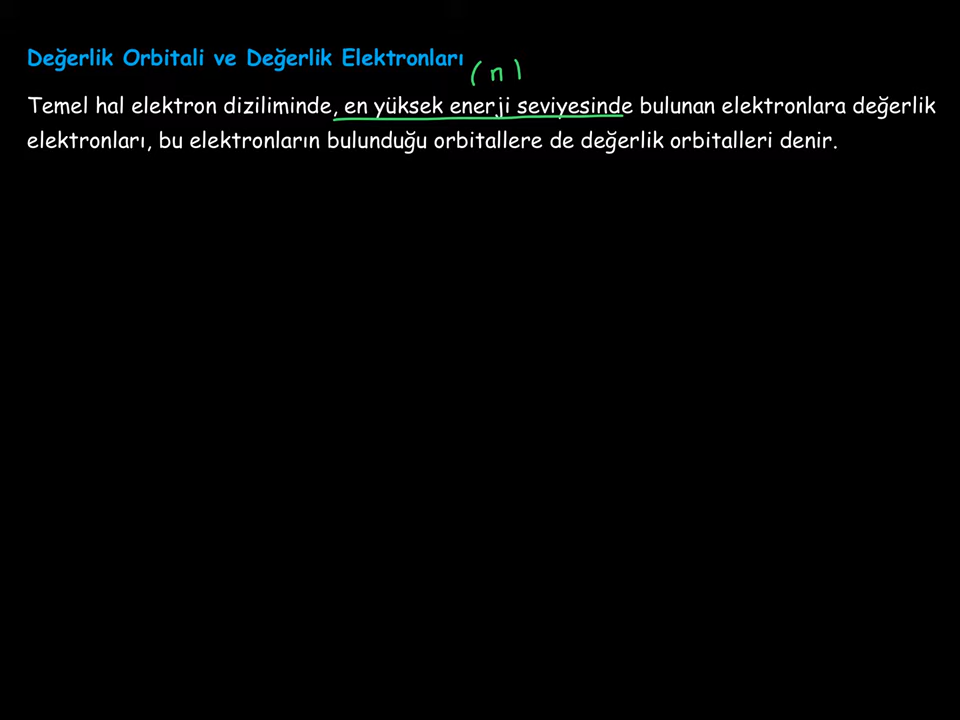 Değerlik Orbitali ve Değerlik Elektronları
(n)
Temel hal elektron diziliminde, en yüksek enerji seviyesinde bulunan elektronlara değerlik
elektronları, bu elektronların bulunduğu orbitallere de değerlik orbitalleri denir.